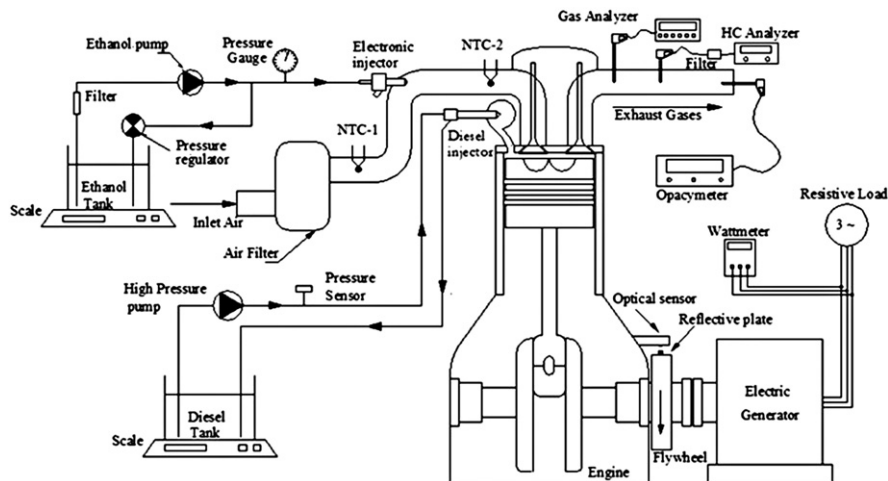 Ethanol pump
Pressure
Gauge
Electronic
injector
NTC-2
Gas Analyzer
HC Analyzer
Filter
Filter
Exhaust Gases
Pressure
regulator
NTC-1
Diesel
injector
Ethanol
Tank
Scale
Inlet Air
Air Filter
Opacymeter
Resistive Load
3 ~
Wattmeter
High Pressure
pump
Pressure
Sensor
Optical sensor
Reflective plate
Electric
Generator
Diesel
Tank
Scale
Engine
Flywheel